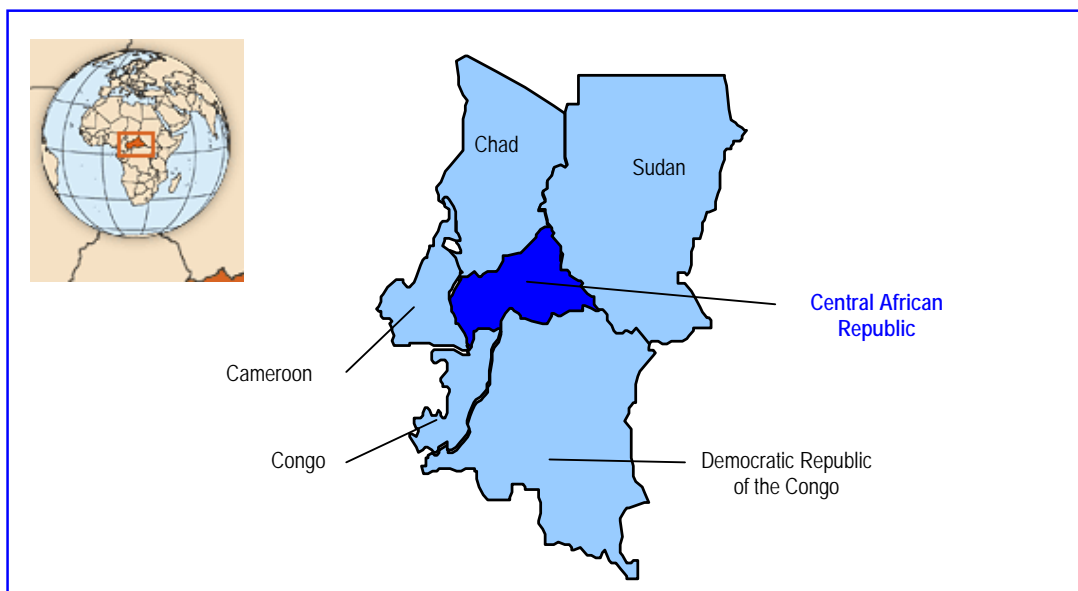 Chad
Sudan
Central African
Republic
Cameroon
Congo
Democratic Republic
of the Congo